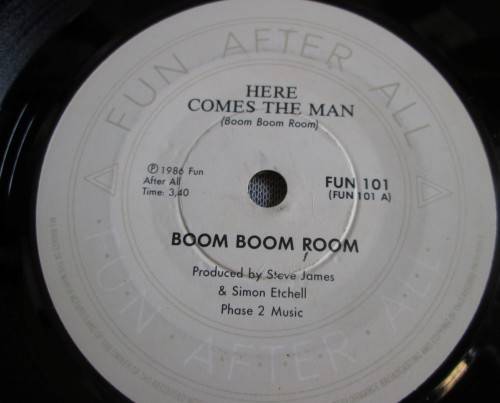 FUN AFTER ALL
HERE
COMES THE MAN
(Boom Boom Room)
℗ 1986 Fun
After All
Time: 3,40
FUN 101
(FUN 101 A)
BOOM BOOM ROOM
Produced by Steve James
& Simon Etchell
Phase 2 Music
FUN · AFTER · ALL